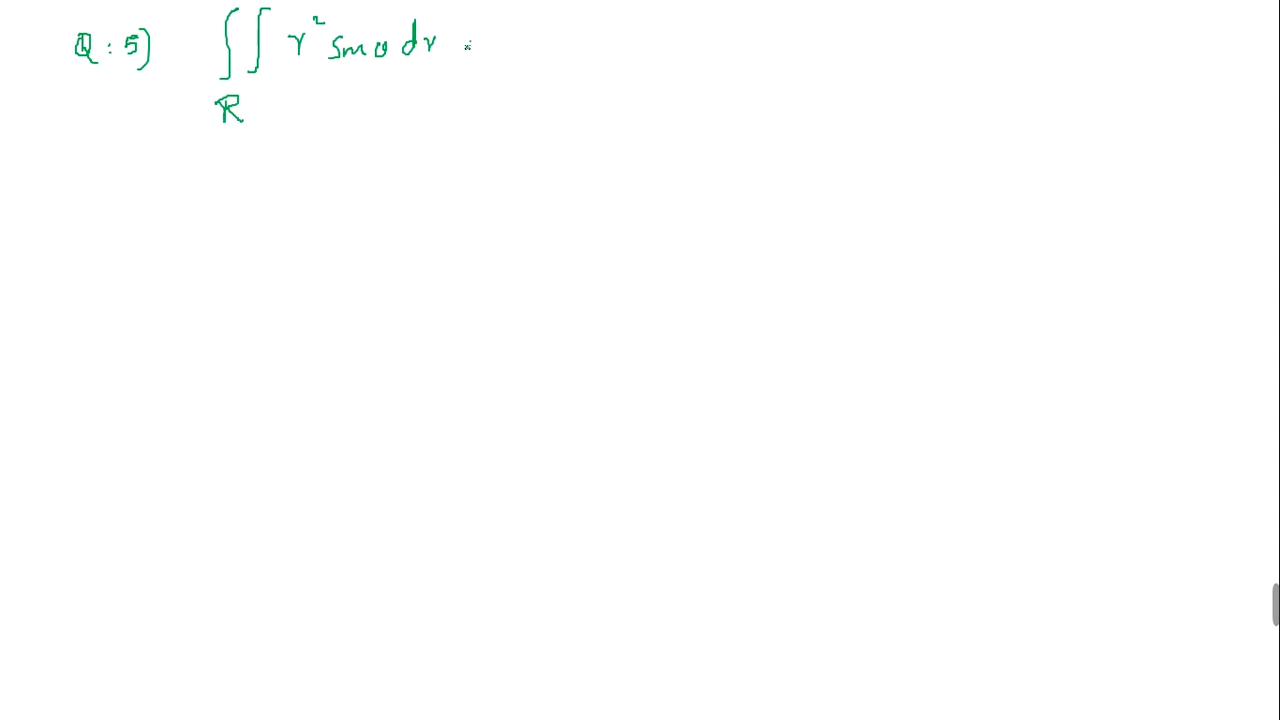 Q : 5) ∫∫ r² sin θ dr
R